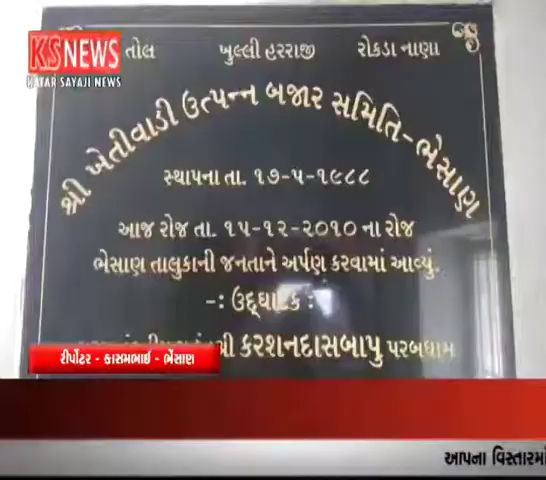 KSNEWS
KATAR SAYAJI NEWS
તોલ ખુલ્લી હરરાજી રોકડા નાણા
શ્રી ખેતીવાડી ઉત્પન્ન બજાર સમિતિ-ભેસાણ
સ્થાપના તા. ૧૭-૫-૧૯૮૮
આજ રોજ તા. ૧૫-૧૨-૨૦૧૦ ના રોજ
ભેસાણ તાલુકાની જનતાને અર્પણ કરવામાં આવ્યું.
-: ઉદ્ઘાટક :
શ્રી કરશનદાસબાપુ પરબધામ
રીર્પોટર - કાસમભાઈ - ભેંસાણ
આપના વિસ્તારમાં